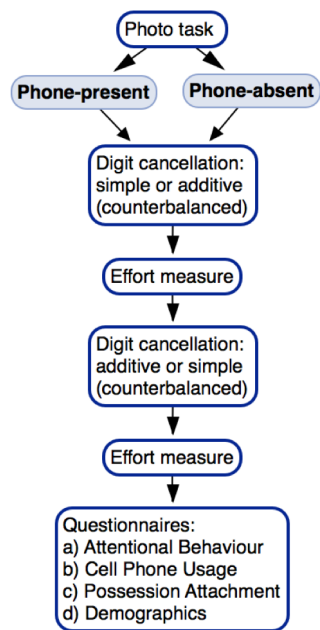 Photo task
Phone-present
Phone-absent
Digit cancellation:
simple or additive
(counterbalanced)
Effort measure
Digit cancellation:
additive or simple
(counterbalanced)
Effort measure
Questionnaires:
a) Attentional Behaviour
b) Cell Phone Usage
c) Possession Attachment
d) Demographics